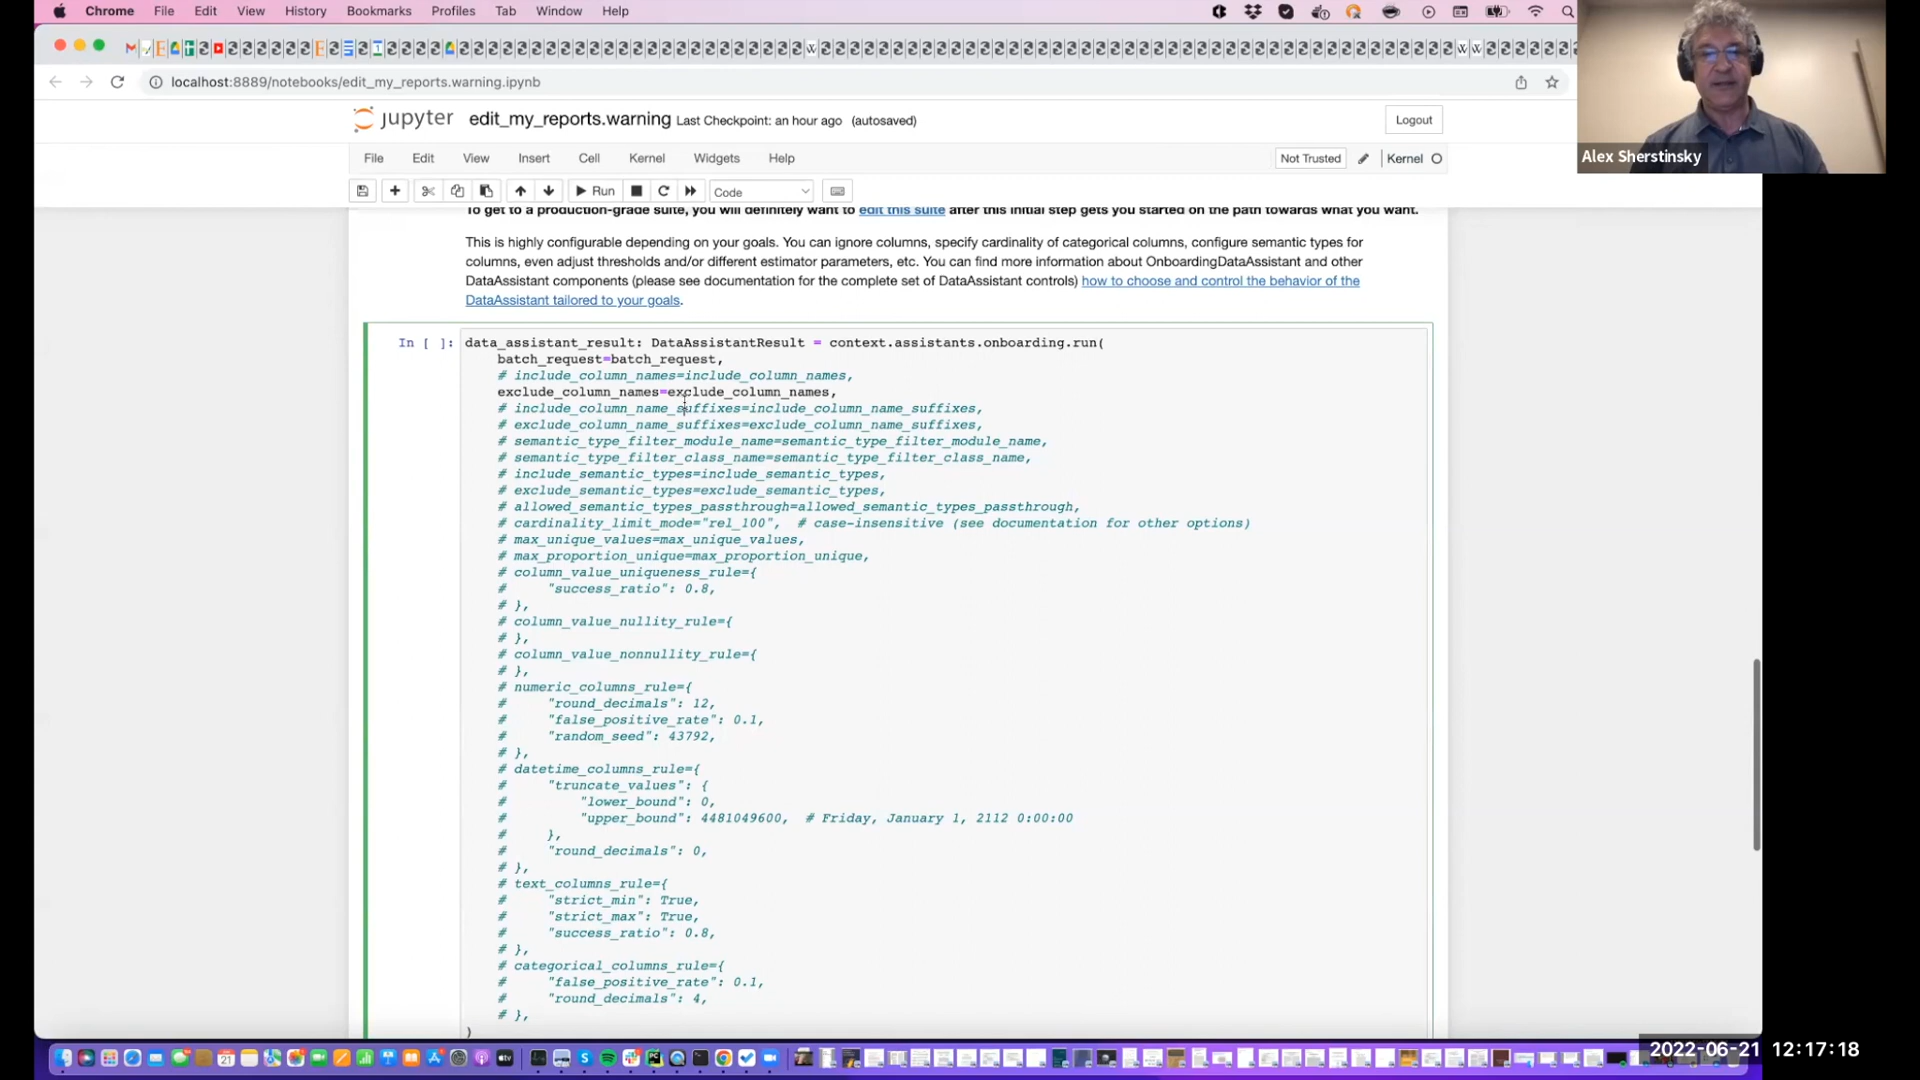 Chrome File Edit View History Bookmarks Profiles Tab Window Help
localhost:8889/notebooks/edit_my_reports.warning.ipynb
jupyter edit_my_reports.warning Last Checkpoint: an hour ago (autosaved) Logout
Alex Sherstinsky
File Edit View Insert Cell Kernel Widgets Help Not Trusted Kernel
Run Code
To get to a production-grade suite, you will definitely want to edit this suite after this initial step gets you started on the path towards what you want.
This is highly configurable depending on your goals. You can ignore columns, specify cardinality of categorical columns, configure semantic types for
columns, even adjust thresholds and/or different estimator parameters, etc. You can find more information about OnboardingDataAssistant and other
DataAssistant components (please see documentation for the complete set of DataAssistant controls) how to choose and control the behavior of the
DataAssistant tailored to your goals.
In [ ]: data_assistant_result: DataAssistantResult = context.assistants.onboarding.run(
batch_request=batch_request,
# include_column_names=include_column_names,
exclude_column_names=exclude_column_names,
# include_column_name_suffixes=include_column_name_suffixes,
# exclude_column_name_suffixes=exclude_column_name_suffixes,
# semantic_type_filter_module_name=semantic_type_filter_module_name,
# semantic_type_filter_class_name=semantic_type_filter_class_name,
# include_semantic_types=include_semantic_types,
# exclude_semantic_types=exclude_semantic_types,
# allowed_semantic_types_passthrough=allowed_semantic_types_passthrough,
# cardinality_limit_mode="rel_100", # case-insensitive (see documentation for other options)
# max_unique_values=max_unique_values,
# max_proportion_unique=max_proportion_unique,
# column_value_uniqueness_rule={
# "success_ratio": 0.8,
# },
# column_value_nullity_rule={
# },
# column_value_nonnullity_rule={
# },
# numeric_columns_rule={
# "round_decimals": 12,
# "false_positive_rate": 0.1,
# "random_seed": 43792,
# },
# datetime_columns_rule={
# "truncate_values": {
# "lower_bound": 0,
# "upper_bound": 4481049600, # Friday, January 1, 2112 0:00:00
# },
# "round_decimals": 0,
# },
# text_columns_rule={
# "strict_min": True,
# "strict_max": True,
# "success_ratio": 0.8,
# },
# categorical_columns_rule={
# "false_positive_rate": 0.1,
# "round_decimals": 4,
# },
)
2022-06-21 12:17:18